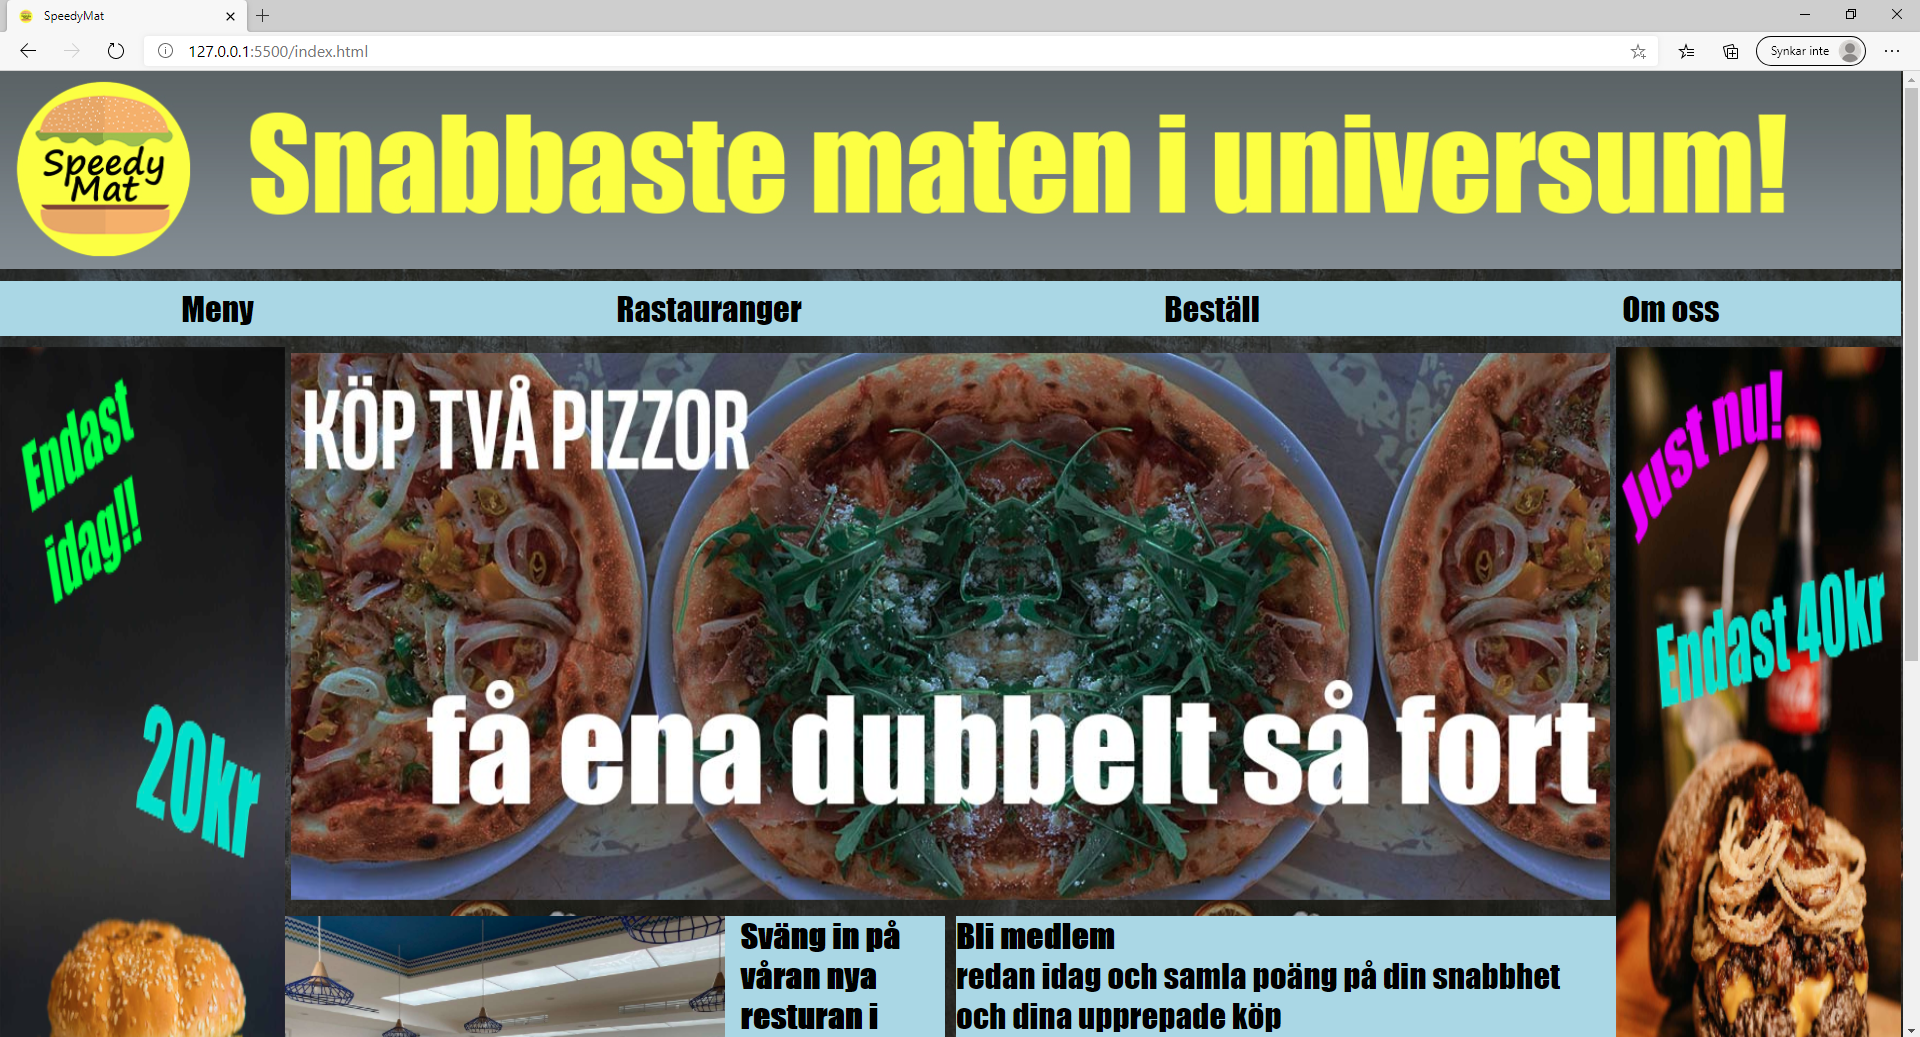 SpeedyMat
127.0.0.1:5500/index.html
Synkar inte
Speedy
Mat
Snabbaste maten i universum!
Meny Rastauranger Beställ Om oss
Endast
idag!!
20kr
KÖP TVÅ PIZZOR
få ena dubbelt så fort
Just nu!
Endast 40kr
Sväng in på
våran nya
resturan i
Bli medlem
redan idag och samla poäng på din snabbhet
och dina upprepade köp